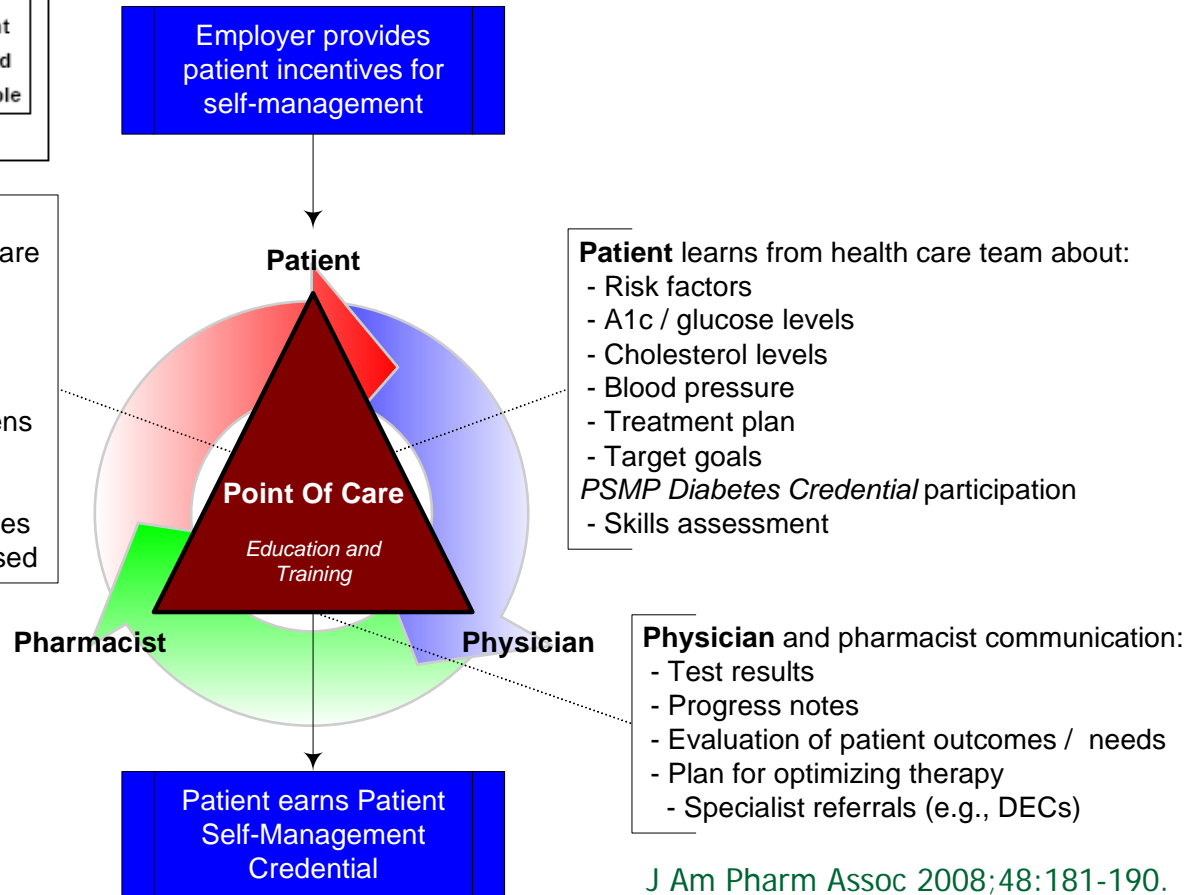 Employer provides
patient incentives for
self-management
Patient
Patient learns from health care team about:
- Risk factors
- A1c / glucose levels
- Cholesterol levels
- Blood pressure
- Treatment plan
- Target goals
PSMP Diabetes Credential participation
- Skills assessment
Point Of Care
Education and
Training
Pharmacist
Physician
Physician and pharmacist communication:
- Test results
- Progress notes
- Evaluation of patient outcomes / needs
- Plan for optimizing therapy
- Specialist referrals (e.g., DECs)
Patient earns Patient
Self-Management
Credential
J Am Pharm Assoc 2008;48:181-190.